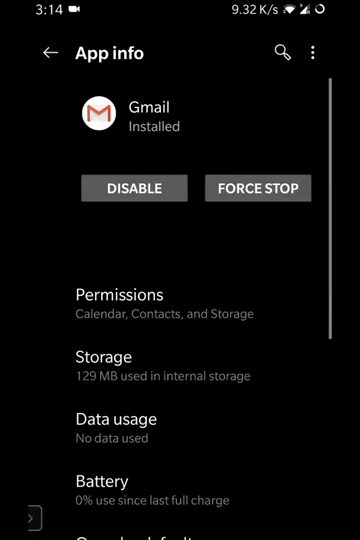 3:14
9.32 K/s
App info
Gmail
Installed
DISABLE
FORCE STOP
Permissions
Calendar, Contacts, and Storage
Storage
129 MB used in internal storage
Data usage
No data used
Battery
0% use since last full charge